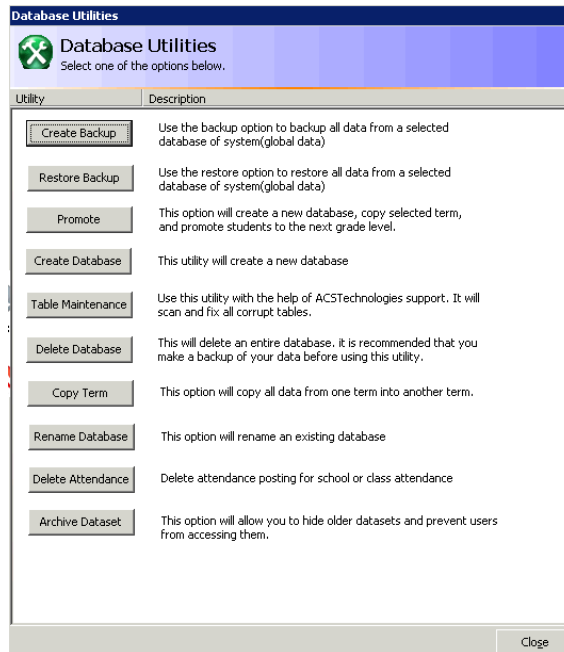 Database Utilities
Database Utilities
Select one of the options below.
Utility Description
Create Backup Use the backup option to backup all data from a selected
database of system(global data)
Restore Backup Use the restore option to restore all data from a selected
database of system(global data)
Promote This option will create a new database, copy selected term,
and promote students to the next grade level.
Create Database This utility will create a new database
Table Maintenance Use this utility with the help of ACSTechnologies support. It will
scan and fix all corrupt tables.
Delete Database This will delete an entire database. it is recommended that you
make a backup of your data before using this utility.
Copy Term This option will copy all data from one term into another term.
Rename Database This option will rename an existing database
Delete Attendance Delete attendance posting for school or class attendance
Archive Dataset This option will allow you to hide older datasets and prevent users
from accessing them.
Close